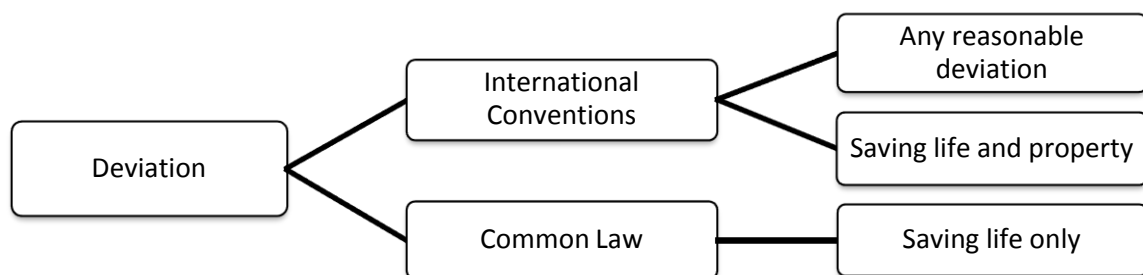 Deviation
International
Conventions
Common Law
Any reasonable
deviation
Saving life and property
Saving life only